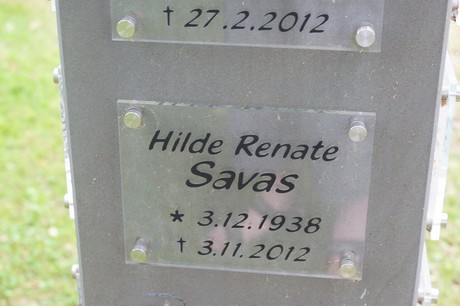 † 27.2.2012
Hilde Renate
Savas
* 3.12.1938
† 3.11.2012